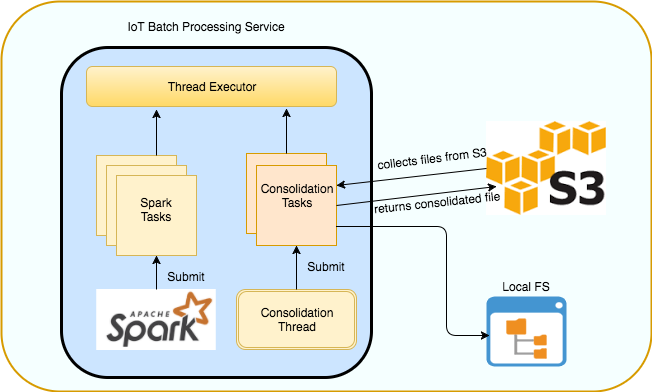 IoT Batch Processing Service
Thread Executor
collects files from S3
Consolidation
Tasks
Spark
Tasks
S3
returns consolidated file
Submit
Submit
Local FS
APACHE
Spark
Consolidation
Thread